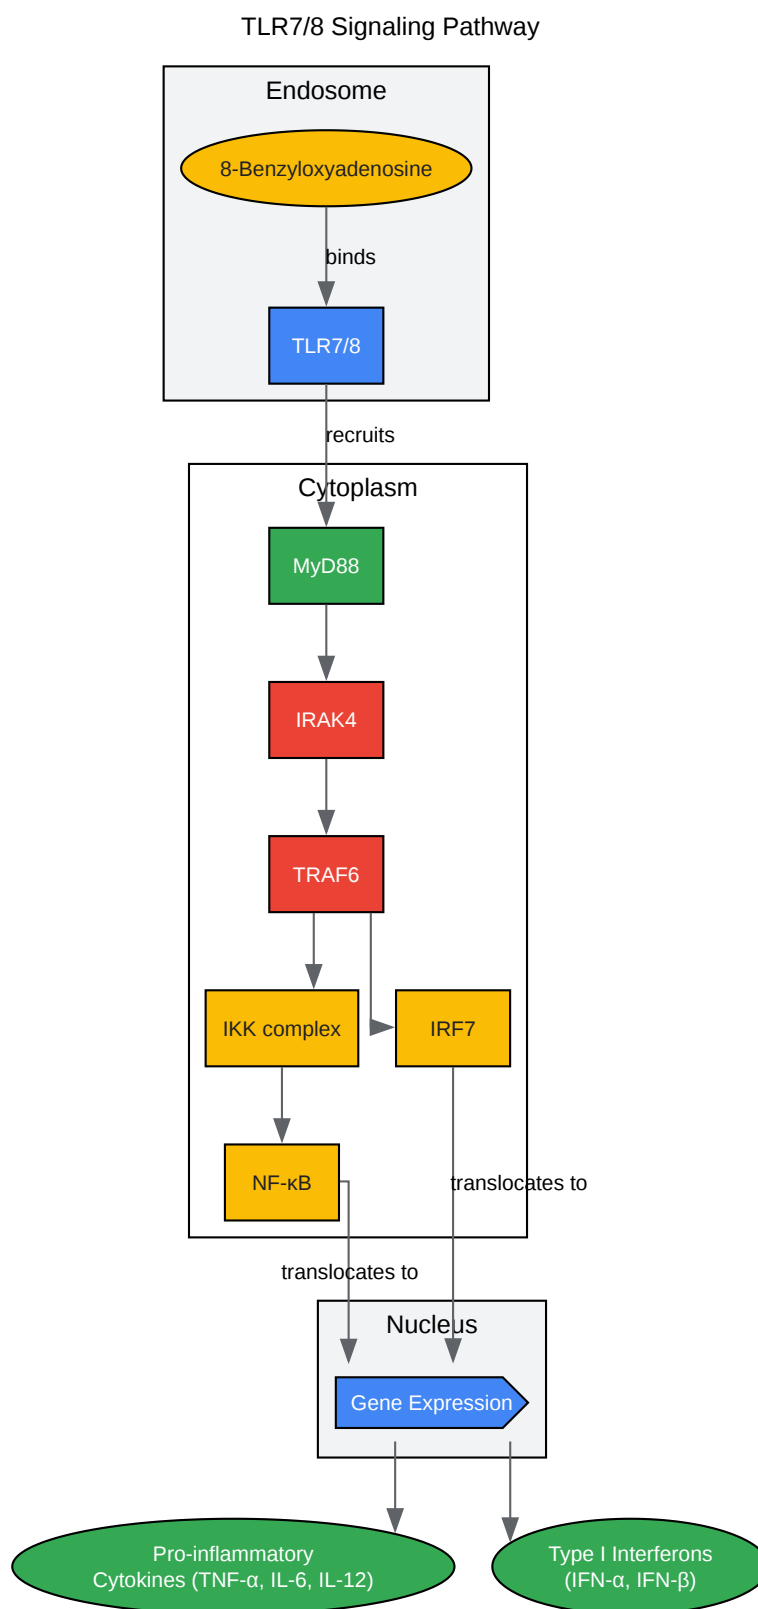 TLR7/8 Signaling Pathway
Endosome
8-Benzyloxyadenosine
binds
TLR7/8
recruits
Cytoplasm
MyD88
IRAK4
TRAF6
IKK complex
IRF7
NF-κB
translocates to
translocates to
Nucleus
Gene Expression
Pro-inflammatory
Cytokines (TNF-α, IL-6, IL-12)
Type I Interferons
(IFN-α, IFN-β)